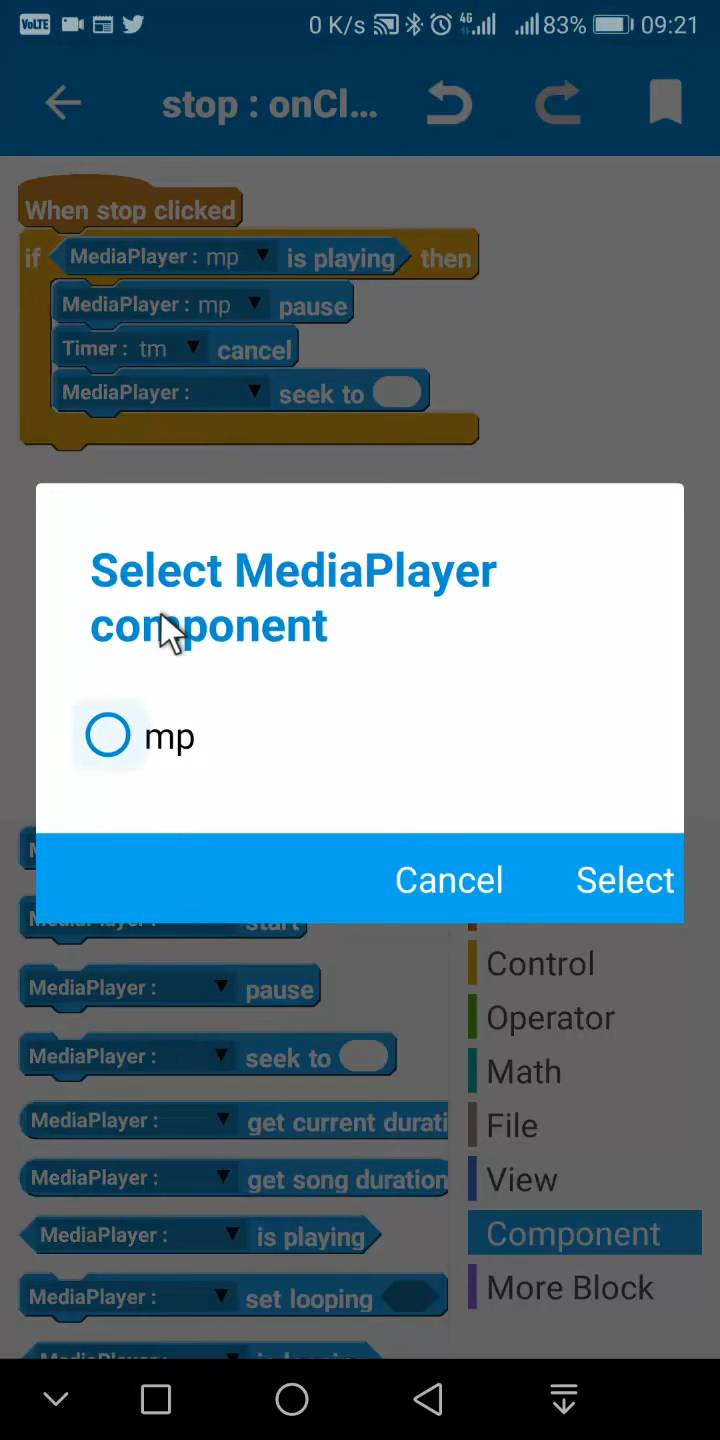 VoLTE 0 K/s 4G 83% 09:21
stop : onCl...
When stop clicked
if MediaPlayer : mp is playing then
MediaPlayer : mp pause
Timer : tm cancel
MediaPlayer : seek to
Select MediaPlayer
component
mp
Cancel Select
start
Control
MediaPlayer : pause
Operator
MediaPlayer : seek to
Math
MediaPlayer : get current durati
File
MediaPlayer : get song duration
View
MediaPlayer : is playing
Component
MediaPlayer : set looping
More Block